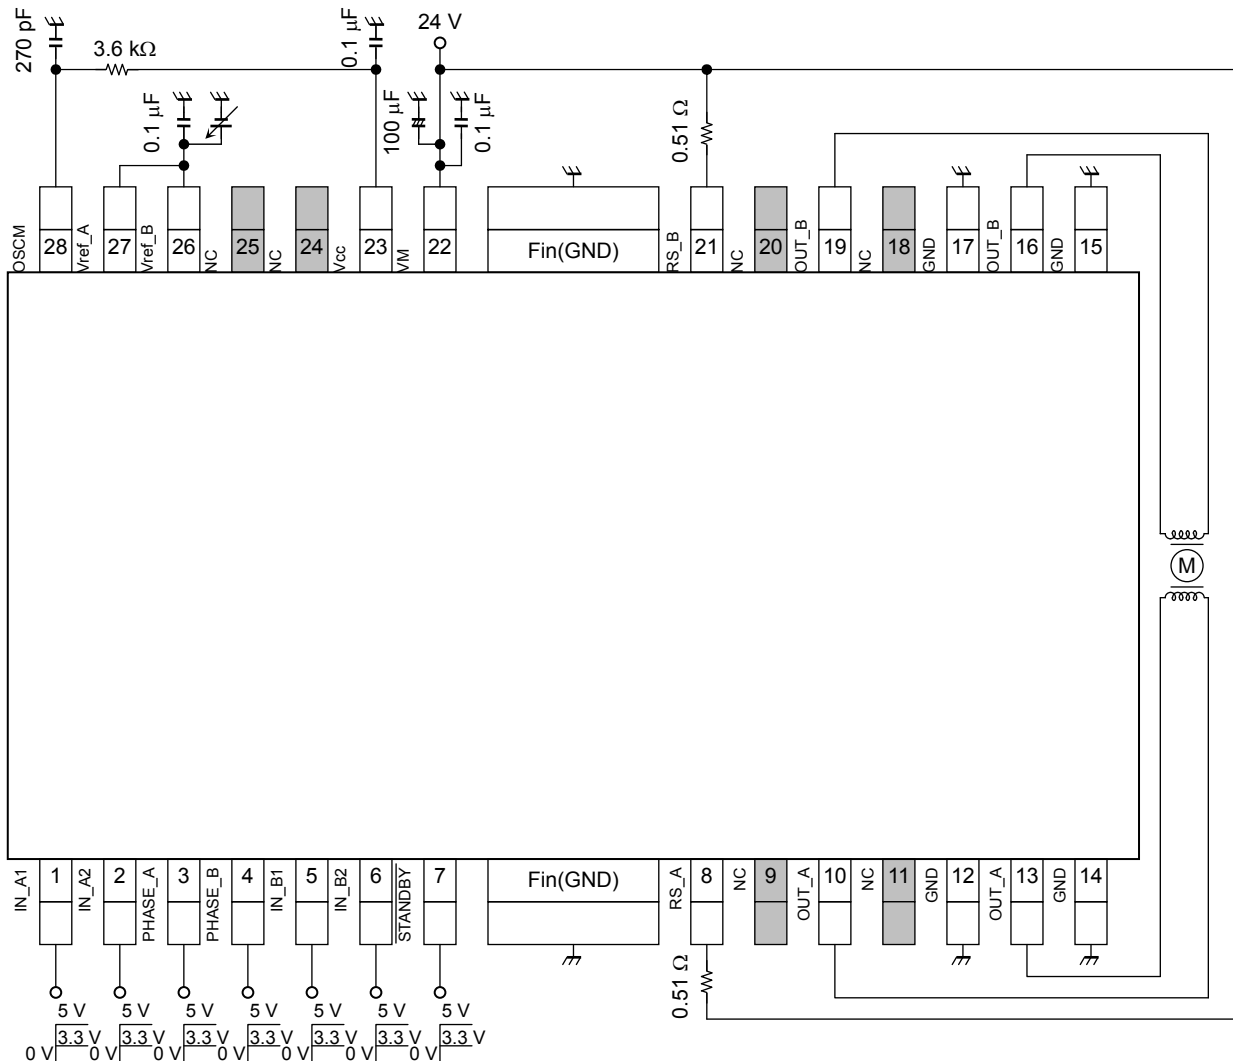 270 pF
3.6 kΩ
0.1 μF
24 V
0.1 μF
100 μF
0.1 μF
0.51 Ω
OSCM
28
Vref_A
27
Vref_B
26
NC
25
NC
24
Vcc
23
VM
22
Fin(GND)
RS_B
21
NC
20
OUT_B
19
NC
18
GND
17
OUT_B
16
GND
15
M
IN_A1
1
IN_A2
2
PHASE_A
3
PHASE_B
4
IN_B1
5
IN_B2
6
STANDBY
7
Fin(GND)
RS_A
8
NC
9
OUT_A
10
NC
11
GND
12
OUT_A
13
GND
14
0.51 Ω
5 V 5 V 5 V 5 V 5 V 5 V 5 V
3.3 V 3.3 V 3.3 V 3.3 V 3.3 V 3.3 V 3.3 V
0 V 0 V 0 V 0 V 0 V 0 V 0 V